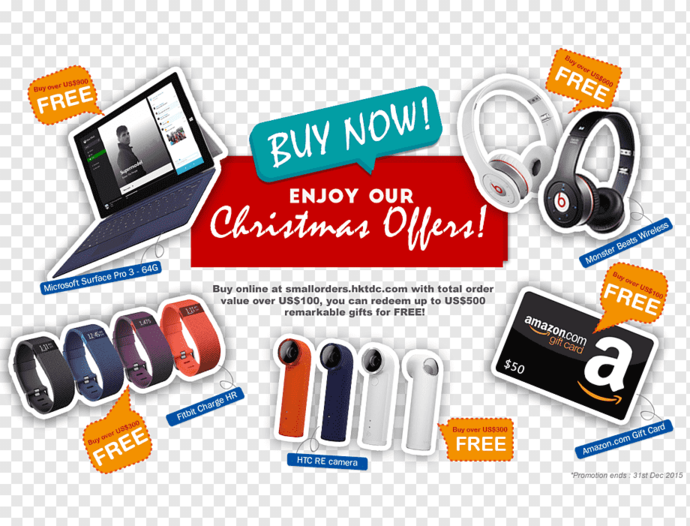 Buy over US$900
FREE
Supermodel
Microsoft Surface Pro 3 - 64G
BUY NOW!
ENJOY OUR
Christmas Offers!
Buy online at smallorders.hktdc.com with total order
value over US$100, you can redeem up to US$500
remarkable gifts for FREE!
FREE
b
b
Monster Beats Wireless
Fitbit Charge HR
Buy over US$300
FREE
HTC RE camera
Buy over US$300
FREE
Buy over US$100
FREE
amazon.com
gift card
a
$50
Amazon.com Gift Card
*Promotion ends : 31st Dec 2015